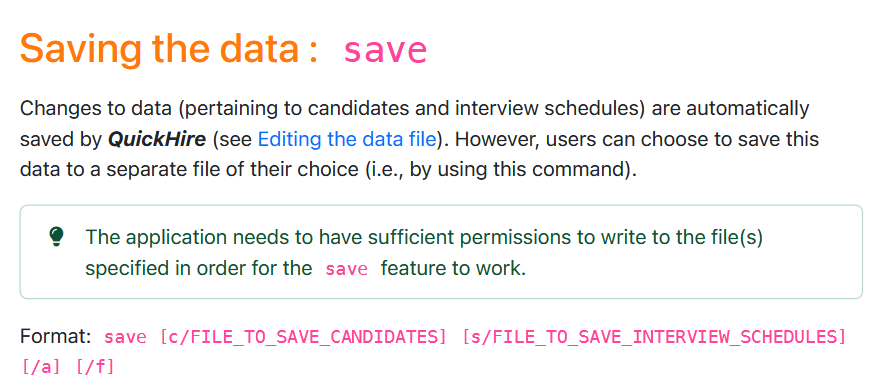 Saving the data : save
Changes to data (pertaining to candidates and interview schedules) are automatically
saved by QuickHire (see Editing the data file). However, users can choose to save this
data to a separate file of their choice (i.e., by using this command).
The application needs to have sufficient permissions to write to the file(s)
specified in order for the save feature to work.
Format: save [c/FILE_TO_SAVE_CANDIDATES] [s/FILE_TO_SAVE_INTERVIEW_SCHEDULES]
[/a] [/f]